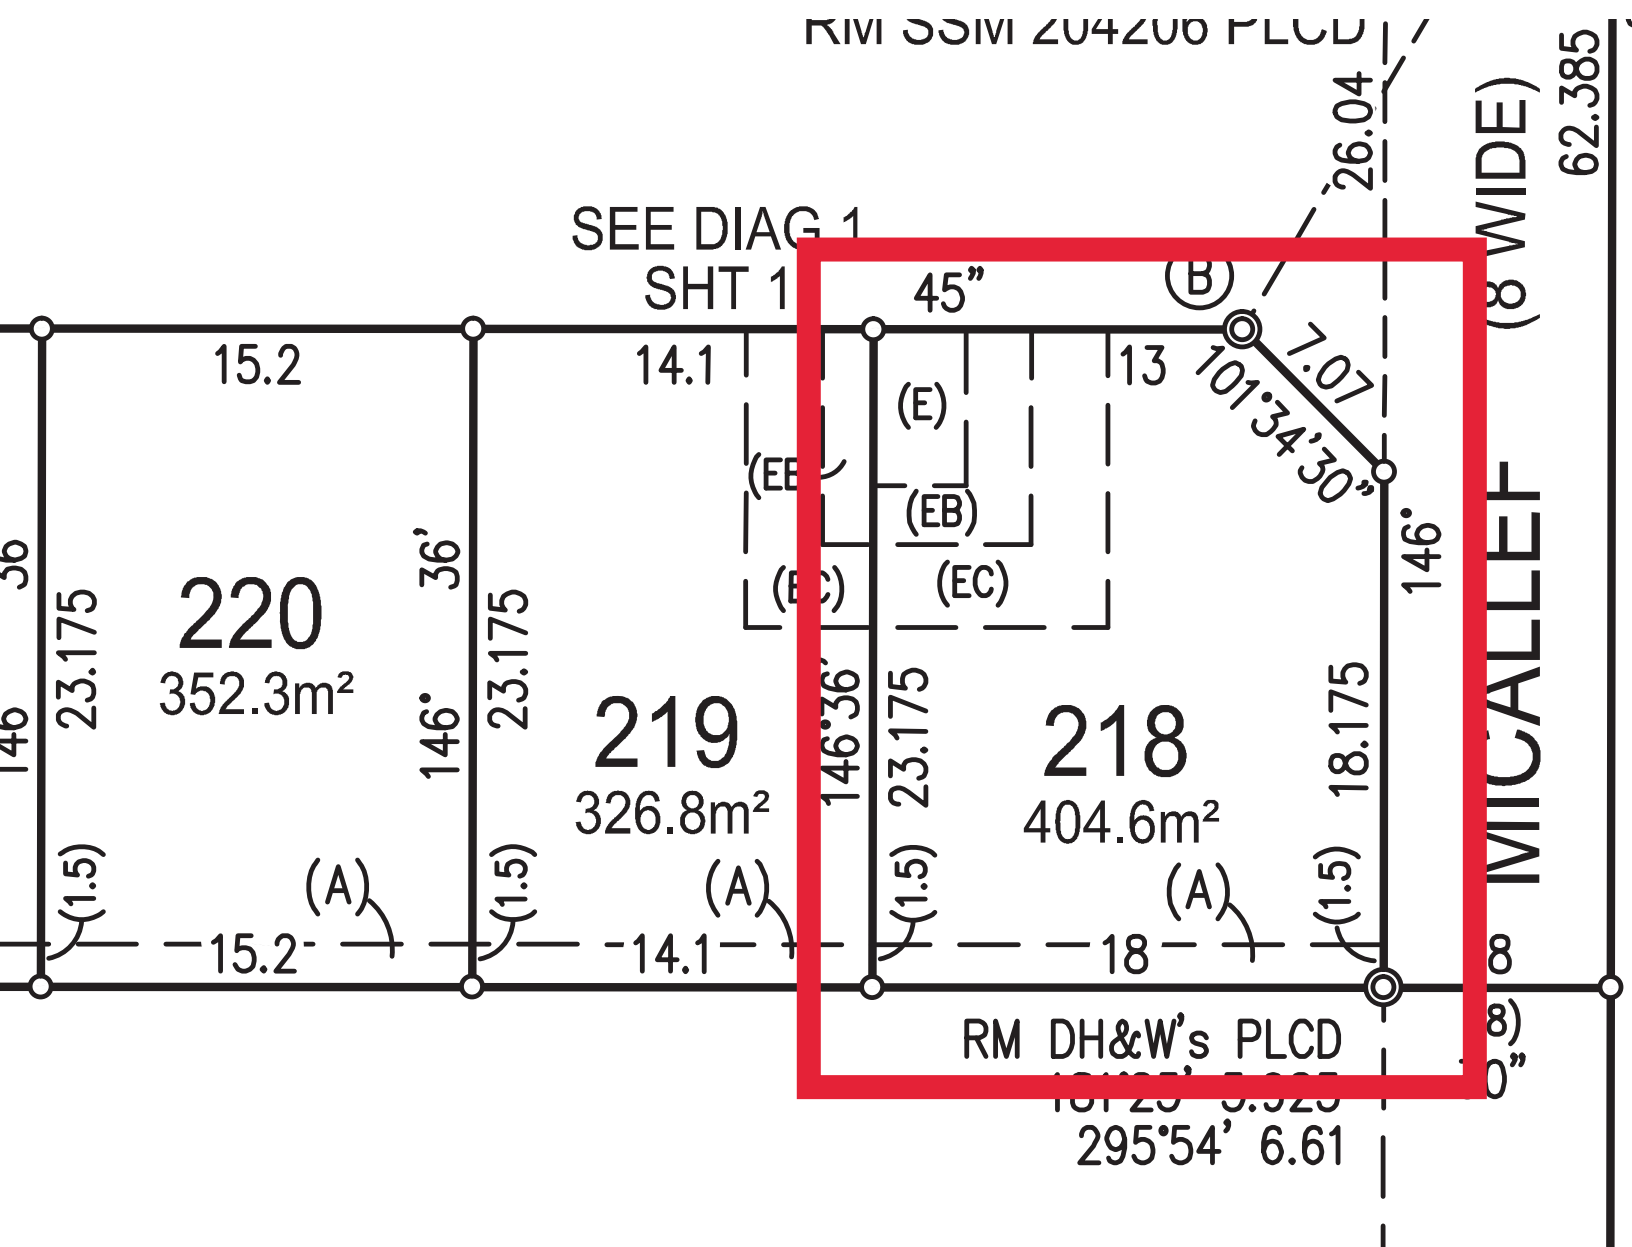 RM SSM 204206 PLCD
26.04
62.385
(8 WIDE)
SEE DIAG 1
SHT 1
45”
B
15.2
14.1
13
7.07
101°34'30”
(E)
(EB)
(EC)
(EC)
36'
23.175
146°
220
352.3m²
36'
146°
23.175
219
326.8m²
146°36'
23.175
218
404.6m²
18.175
146°
MICALLEF
(1.5)
(A)
(1.5)
(A)
(1.5)
(A)
(1.5)
15.2
14.1
18
8
RM DH&W's PLCD
295°54' 6.61